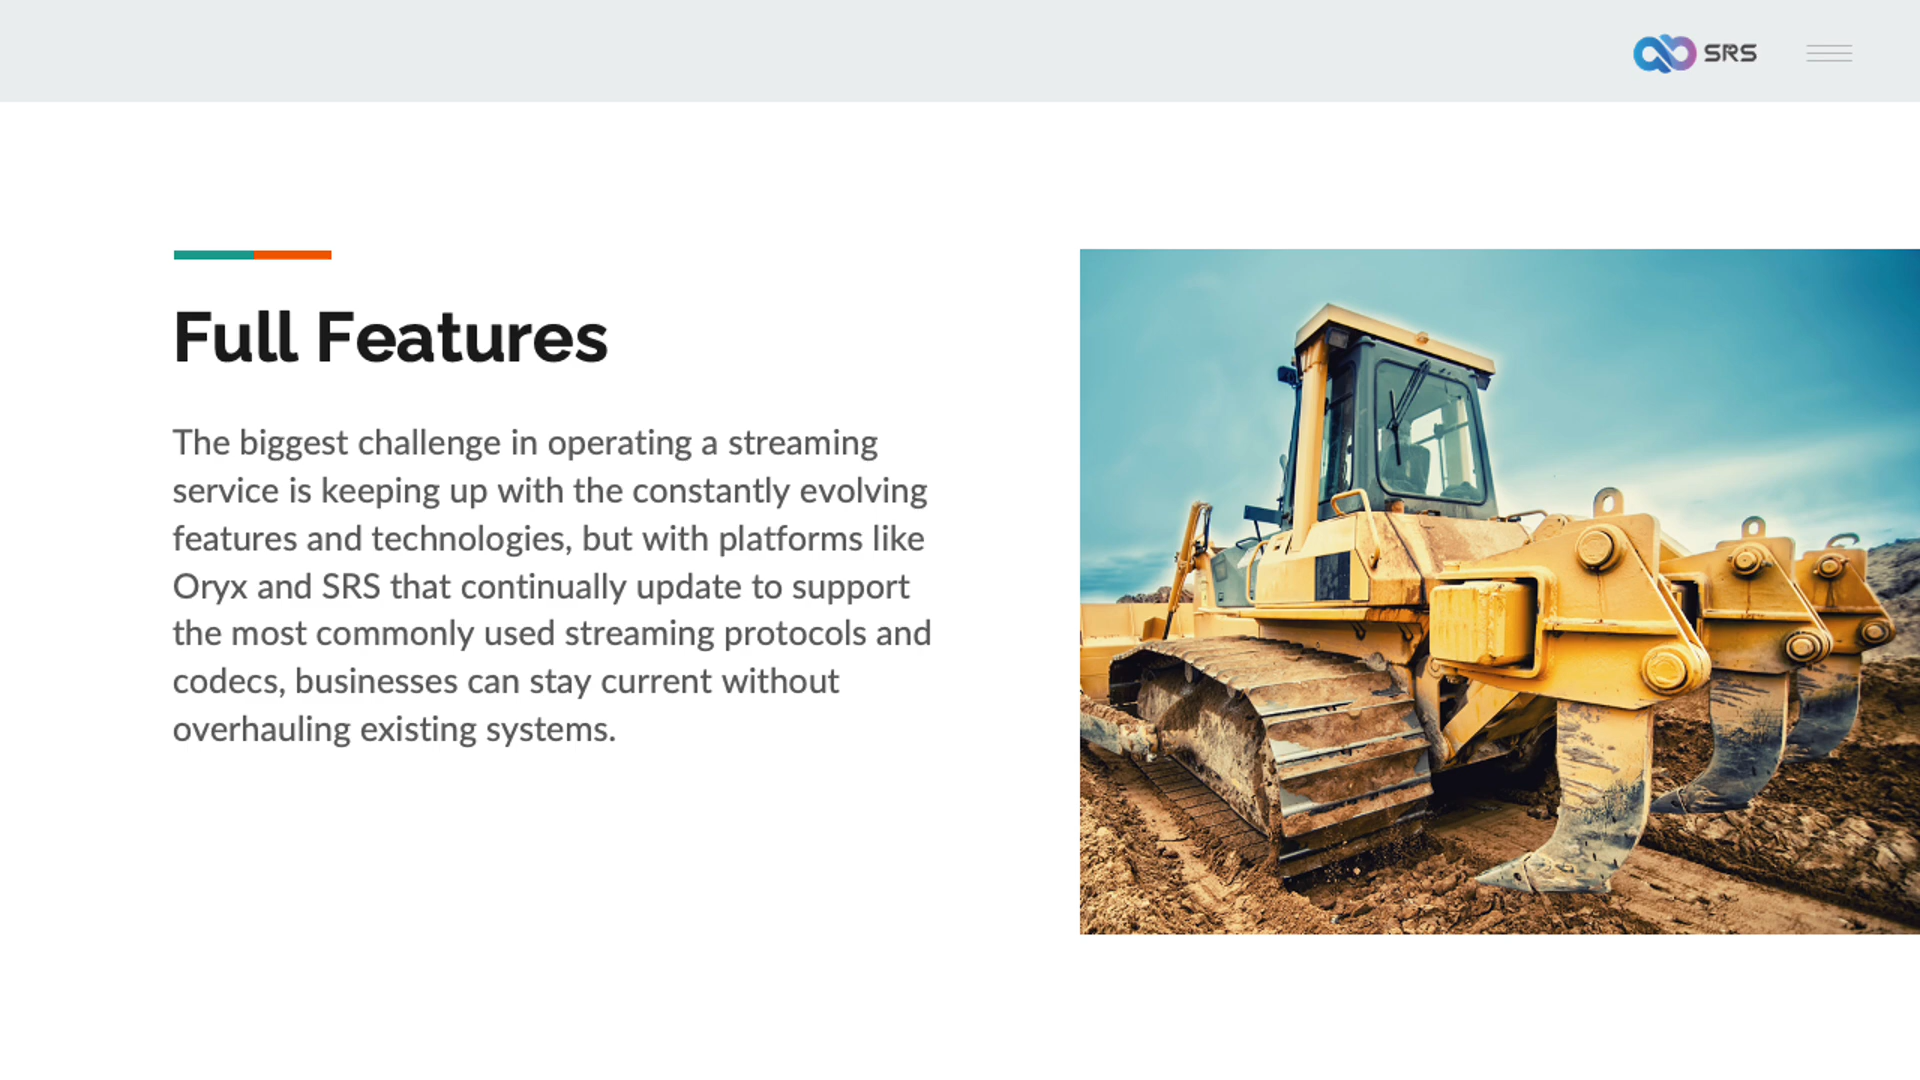 SRS
Full Features
The biggest challenge in operating a streaming
service is keeping up with the constantly evolving
features and technologies, but with platforms like
Oryx and SRS that continually update to support
the most commonly used streaming protocols and
codecs, businesses can stay current without
overhauling existing systems.